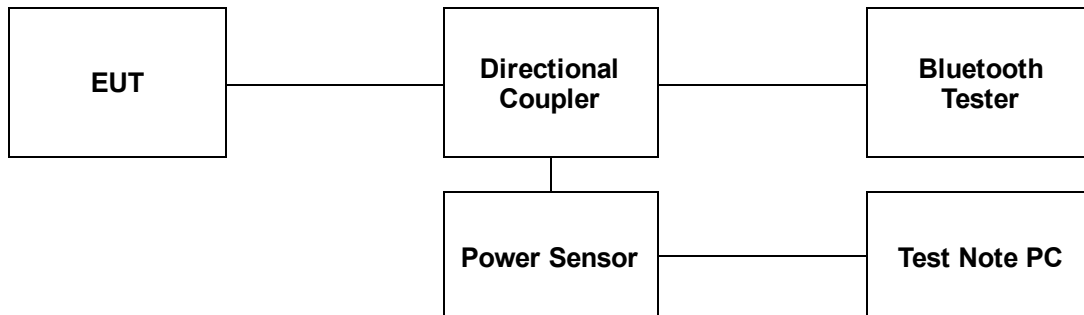 EUT
Directional
Coupler
Bluetooth
Tester
Power Sensor
Test Note PC